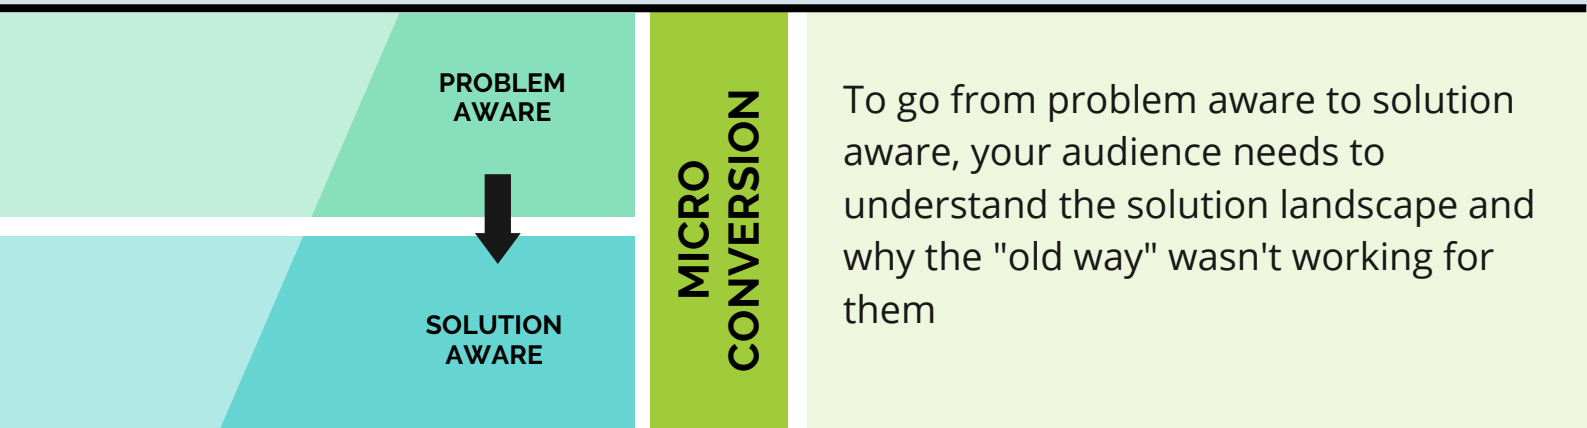 PROBLEM
AWARE
SOLUTION
AWARE
MICRO
CONVERSION
To go from problem aware to solution
aware, your audience needs to
understand the solution landscape and
why the "old way" wasn't working for
them